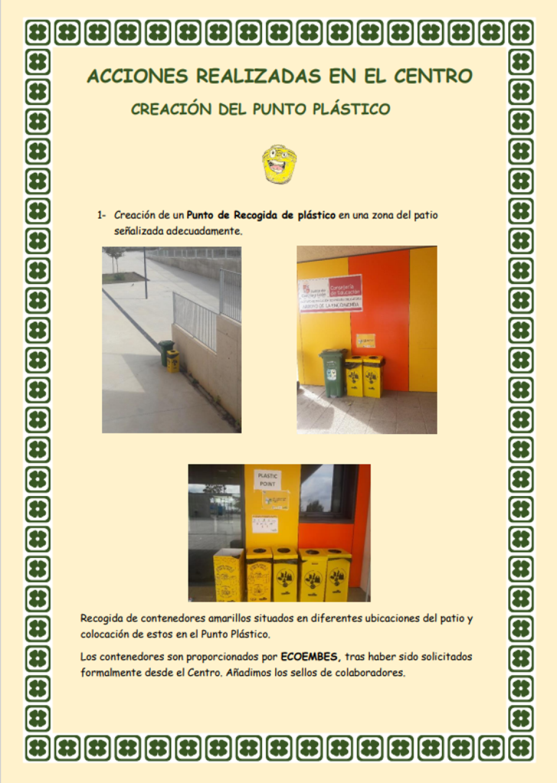 ACCIONES REALIZADAS EN EL CENTRO
CREACIÓN DEL PUNTO PLÁSTICO
1- Creación de un Punto de Recogida de plástico en una zona del patio
señalizada adecuadamente.
Consejería
de Educación
PLASTIC
POINT
Recogida de contenedores amarillos situados en diferentes ubicaciones del patio y
colocación de estos en el Punto Plástico.
Los contenedores son proporcionados por ECOEMBES, tras haber sido solicitados
formalmente desde el Centro. Añadimos los sellos de colaboradores.